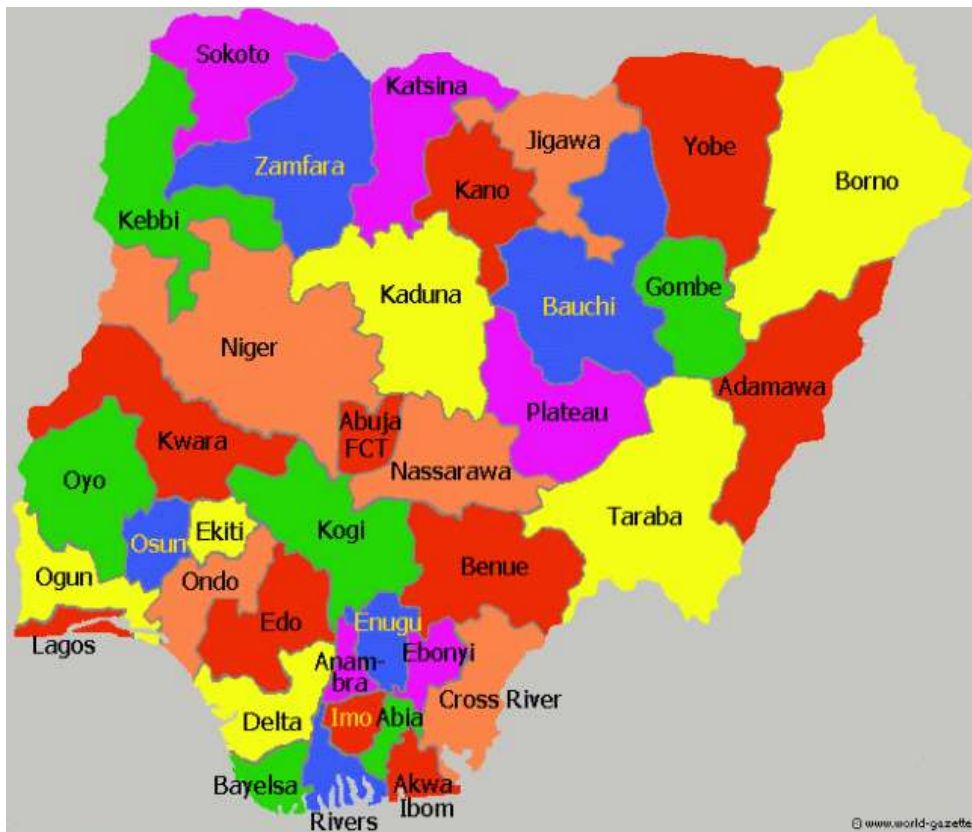 Sokoto
Katsina
Jigawa
Yobe
Zamfara
Borno
Kano
Kebbi
Kaduna
Gombe
Bauchi
Niger
Adamawa
Abuja
FCT
Plateau
Kwara
Nassarawa
Oyo
Taraba
Kogi
Osun
Ekiti
Benue
Ogun
Ondo
Edo
Enugu
Lagos
Anam-
bra
Ebonyi
Cross River
Delta
Imo
Abia
Bayelsa
Akwa
Ibom
Rivers
© www.world-gazette